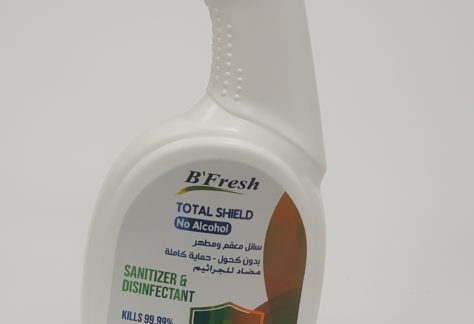 B'Fresh
TOTAL SHIELD
No Alcohol
سائل معقم ومطهر
بدون كحول - حماية كاملة
مضاد للجراثيم
SANITIZER &
DISINFECTANT
KILLS 99.99%